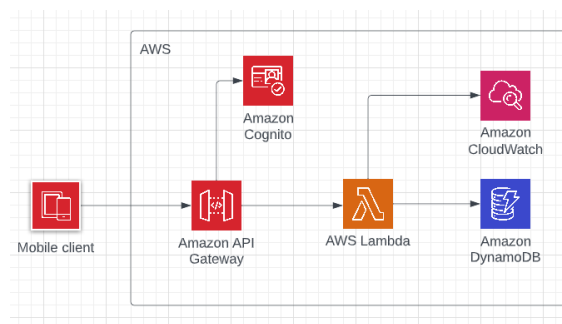 AWS
Amazon
Cognito
Amazon
CloudWatch
Mobile client
Amazon API
Gateway
AWS Lambda
Amazon
DynamoDB